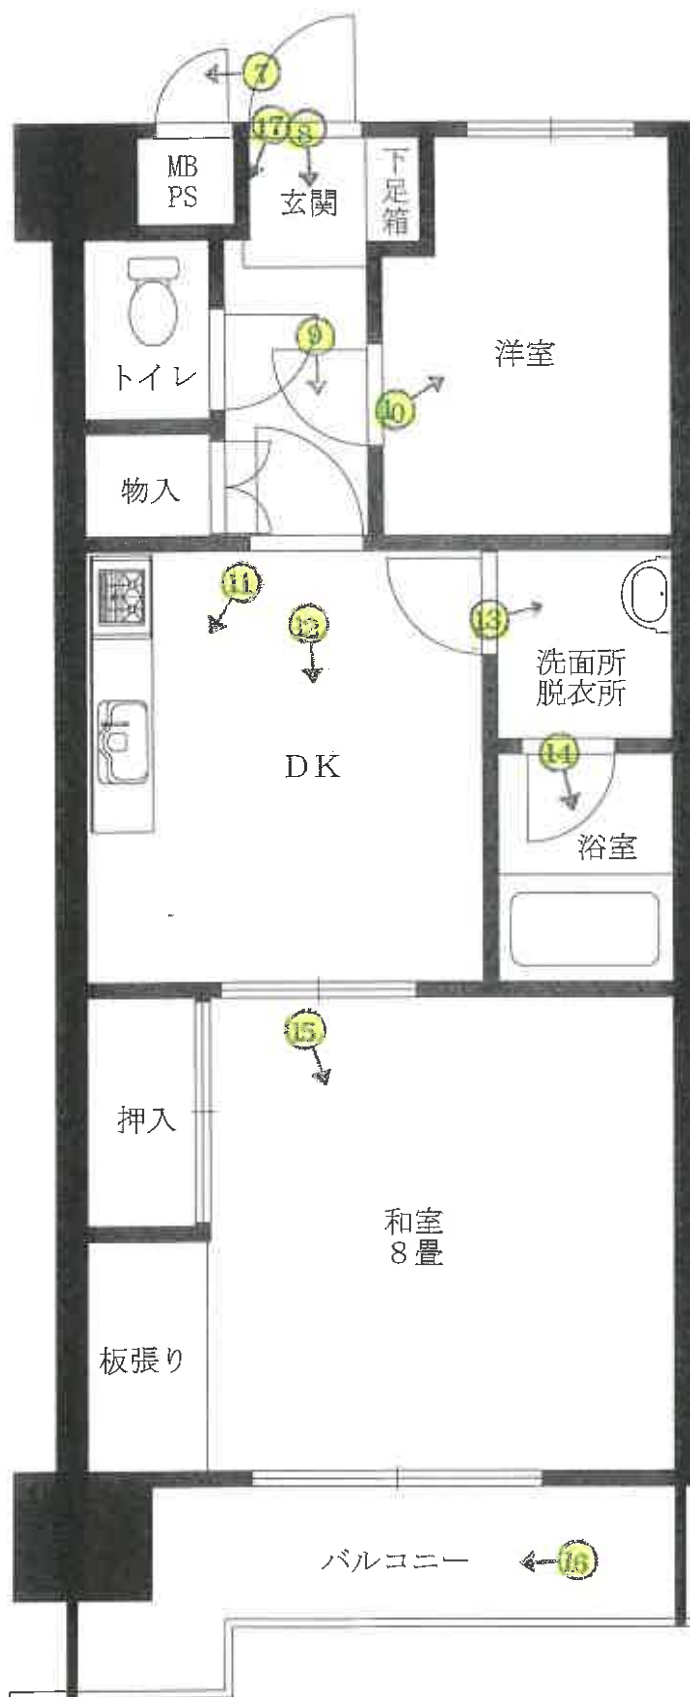 ⑦
⑰
⑧
MB
PS
玄関
下足箱
⑨
トイレ
洋室
⑩
物入
⑪
⑫
⑬
洗面所
脱衣所
DK
⑭
浴室
⑮
押入
和室
8畳
板張り
バルコニー
⑯